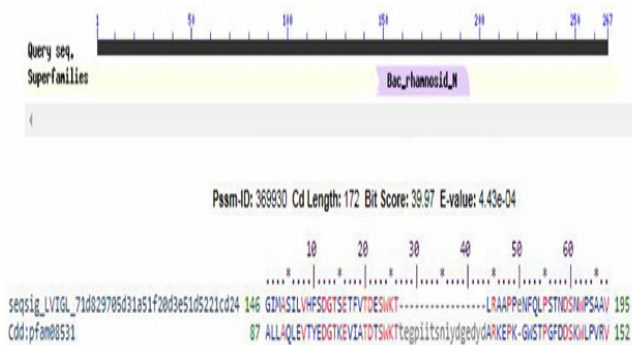 1 50 100 150 200 250 267
Query seq.
Superfamilies
Bac_rhamnosid_N
Pssm-ID: 369930 Cd Length: 172 Bit Score: 39.97 E-value: 4.43e-04
10 20 30 40 50 60
seqsig_LVIGL_71d829705d31a51f20d3e51d5221cd24 146 GIMASILVHFSDGTSETFVTDESWKT-----------------LRAAPPeNFQLPSTNDSNWPSAAV 195
Cdd:pfam08531 87 ALLAQLEVTYEDGTKEVIATDTSWKTtegpiitsniydgedydARKEPK-GWSTPGFDDSKWLPVRV 152